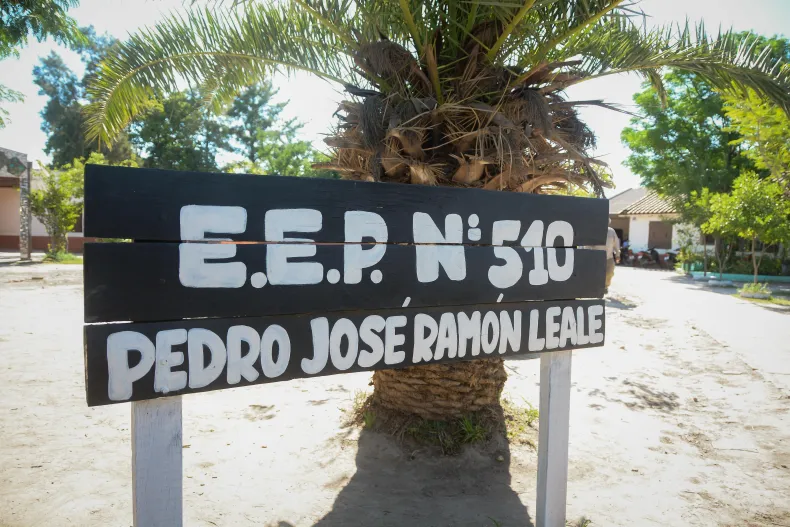 E.E.P. Nº 510
PEDRO JOSÉ RAMÓN LEALE